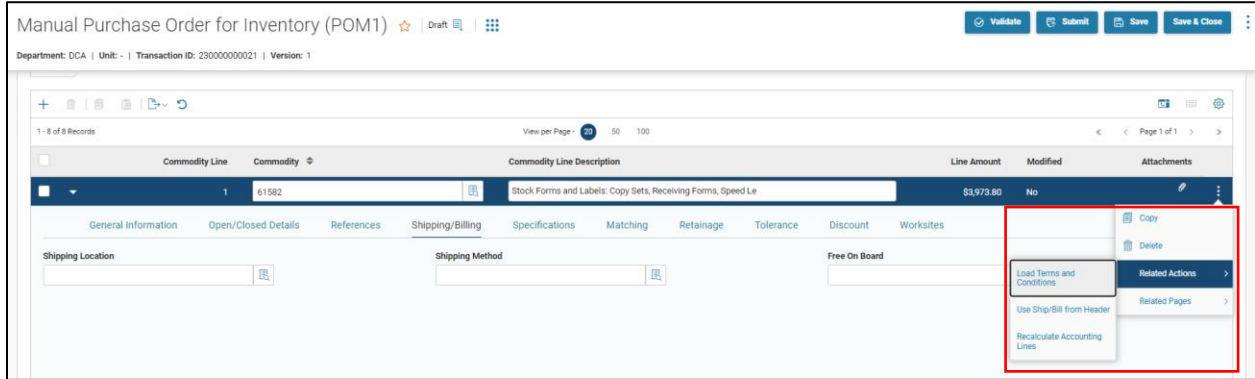 Manual Purchase Order for Inventory (POM1) Draft Validate Submit Save Save & Close
Department: DCA | Unit: - | Transaction ID: 230000000021 | Version: 1
1 - 8 of 8 Records View per Page - 20 50 100 Page 1 of 1
Commodity Line Commodity Commodity Line Description Line Amount Modified Attachments
1 61582 Stock Forms and Labels: Copy Sets, Receiving Forms, Speed Le $3,973.80 No
General Information Open/Closed Details References Shipping/Billing Specifications Matching Retainage Tolerance Discount Worksites
Copy
Delete
Shipping Location Shipping Method Free On Board
Related Actions
Related Pages
Load Terms and
Conditions
Use Ship/Bill from Header
Recalculate Accounting
Lines